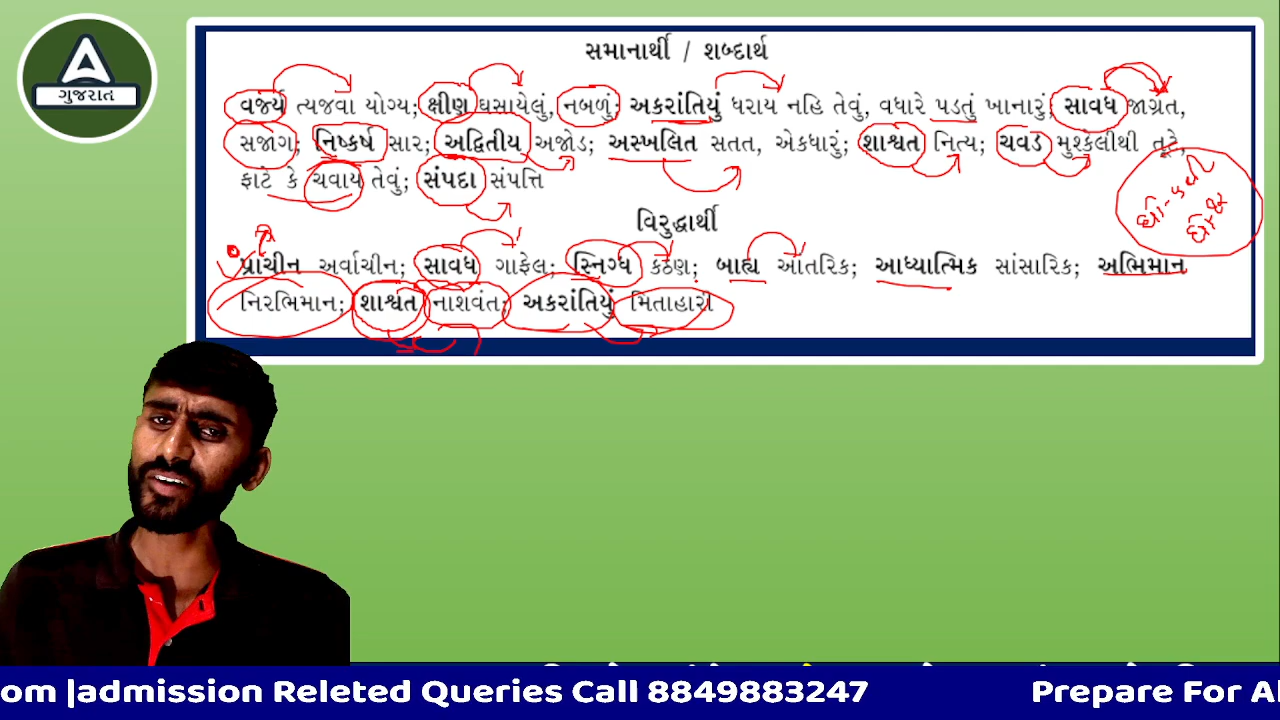 ગુજરાત
સમાનાર્થી / શબ્દાર્થ
વર્જ્ય ત્યજવા યોગ્ય; ક્ષીણ ઘસાયેલું, નબળું; અકરાંતિયું ધરાય નહિ તેવું, વધારે પડતું ખાનારું; સાવધ જાગ્રત,
સજાગ; નિષ્કર્ષ સાર; અદ્વિતીય અજોડ; અસ્ખલિત સતત, એકધારું; શાશ્વત નિત્ય; ચવડ મુશ્કેલીથી તૂટે,
ફાટે કે ચવાય તેવું; સંપદા સંપત્તિ
વિરુદ્ધાર્થી
પ્રાચીન અર્વાચીન; સાવધ ગાફેલ; સ્નિગ્ધ કઠણ; બાહ્ય આંતરિક; આધ્યાત્મિક સાંસારિક; અભિમાન
નિરભિમાન; શાશ્વત નાશવંત; અકરાંતિયું મિતાહારી
om |admission Releted Queries Call 8849883247 Prepare For Al